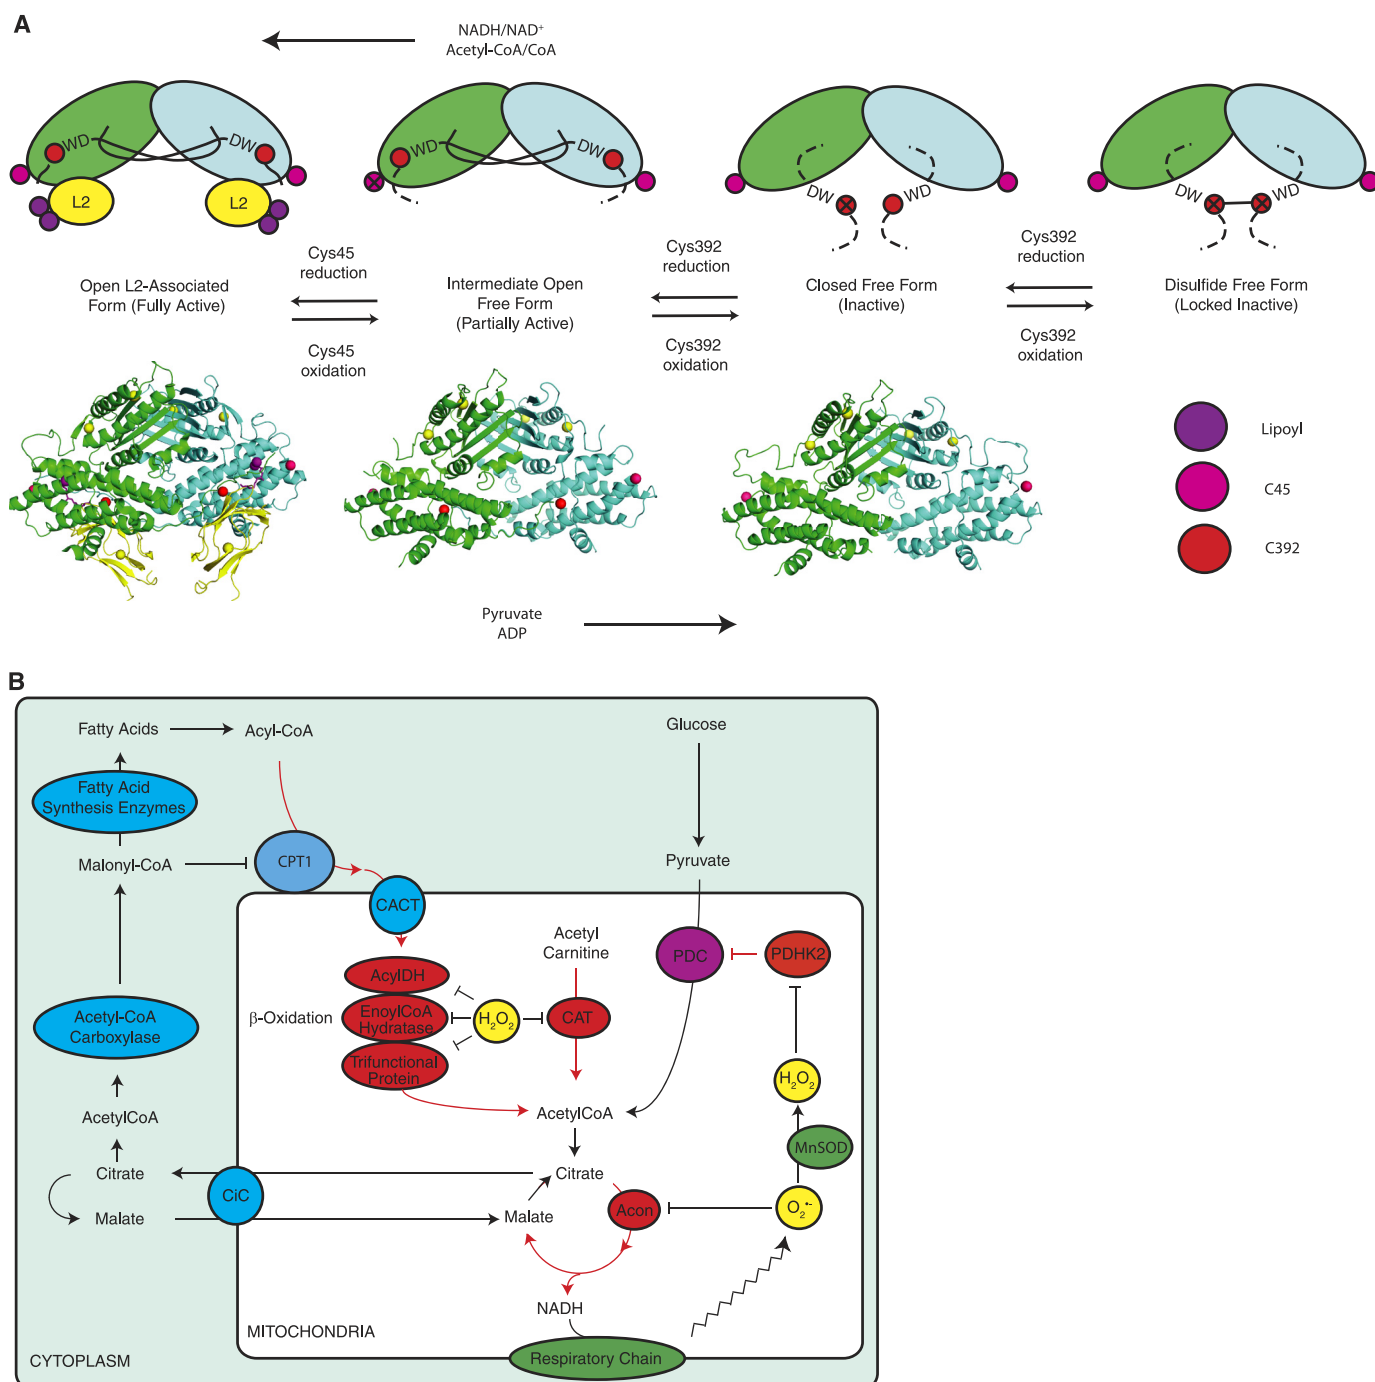 A
NADH/NAD⁺
Acetyl-CoA/CoA
WD
DW
L2
L2
WD
DW
DW
WD
DW
WD
Cys45
reduction
Cys392
reduction
Cys392
reduction
Open L2-Associated
Form (Fully Active)
Intermediate Open
Free Form
(Partially Active)
Closed Free Form
(Inactive)
Disulfide Free Form
(Locked Inactive)
Cys45
oxidation
Cys392
oxidation
Cys392
oxidation
Lipoyl
C45
C392
Pyruvate
ADP
B
Fatty Acids
Acyl-CoA
Glucose
Fatty Acid
Synthesis Enzymes
Malonyl-CoA
CPT1
Pyruvate
CACT
Acetyl
Carnitine
PDC
PDHK2
AcylDH
β-Oxidation
EnoylCoA
Hydratase
H₂O₂
CAT
Trifunctional
Protein
Acetyl-CoA
Carboxylase
H₂O₂
AcetylCoA
AcetylCoA
MnSOD
Citrate
Citrate
CiC
Malate
Malate
Acon
O₂•-
NADH
MITOCHONDRIA
Respiratory Chain
CYTOPLASM